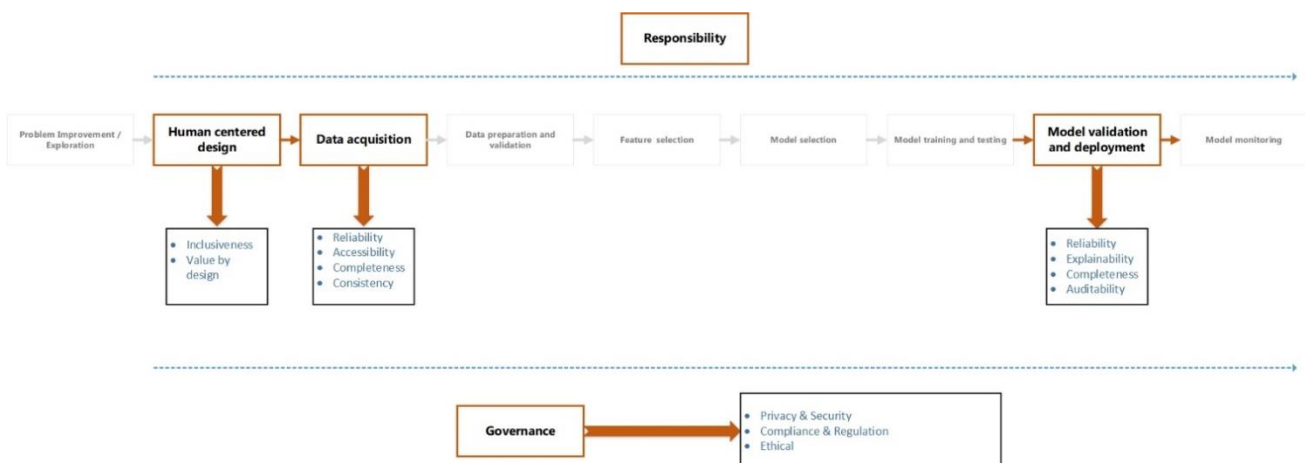 Responsibility
Problem Improvement /
Exploration
Human centered
design
Data acquisition
Data preparation and
validation
Feature selection
Model selection
Model training and testing
Model validation
and deployment
Model monitoring
• Inclusiveness
• Value by
design
• Reliability
• Accessibility
• Completeness
• Consistency
• Reliability
• Explainability
• Completeness
• Auditability
Governance
• Privacy & Security
• Compliance & Regulation
• Ethical